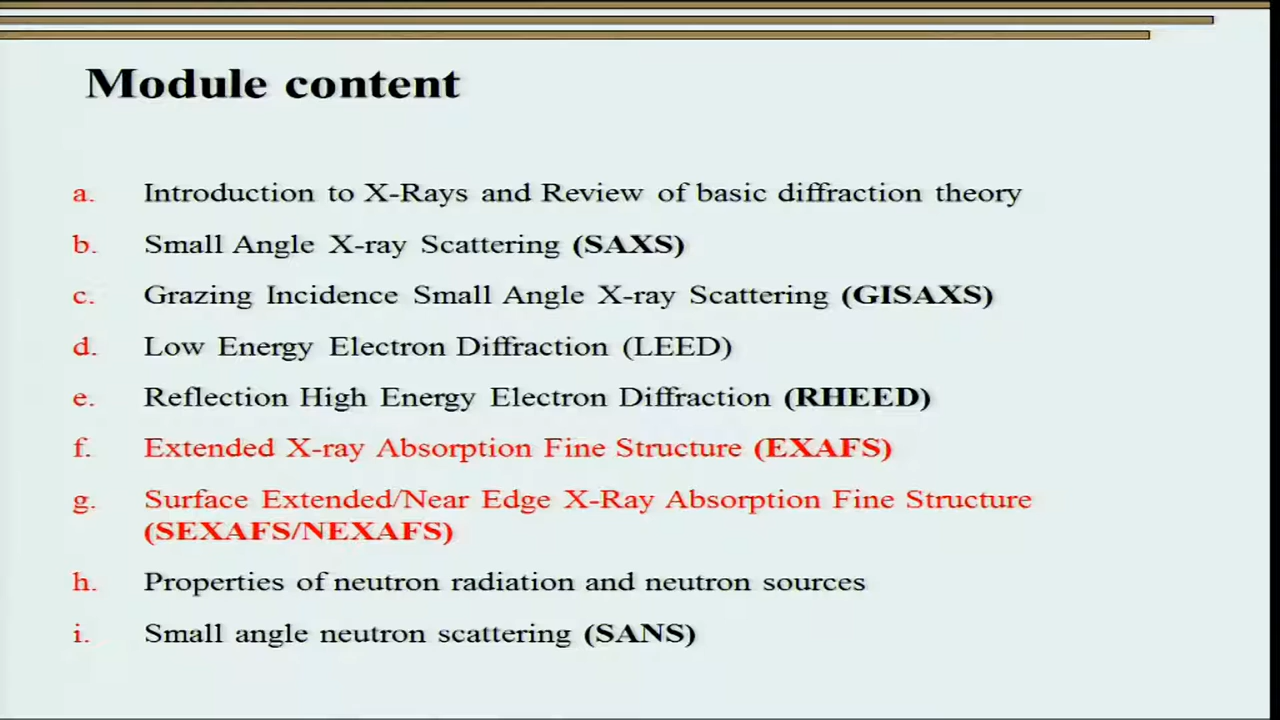 Module content
a. Introduction to X-Rays and Review of basic diffraction theory
b. Small Angle X-ray Scattering (SAXS)
c. Grazing Incidence Small Angle X-ray Scattering (GISAXS)
d. Low Energy Electron Diffraction (LEED)
e. Reflection High Energy Electron Diffraction (RHEED)
f. Extended X-ray Absorption Fine Structure (EXAFS)
g. Surface Extended/Near Edge X-Ray Absorption Fine Structure
(SEXAFS/NEXAFS)
h. Properties of neutron radiation and neutron sources
i. Small angle neutron scattering (SANS)